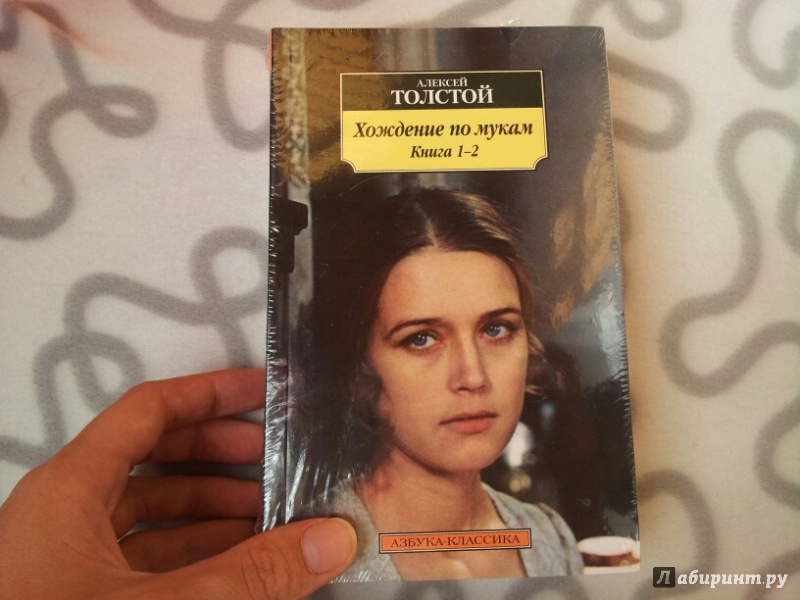 АЛЕКСЕЙ
ТОЛСТОЙ
Хождение по мукам
Книга 1–2
АЗБУКА-КЛАССИКА
Лабиринт.ру